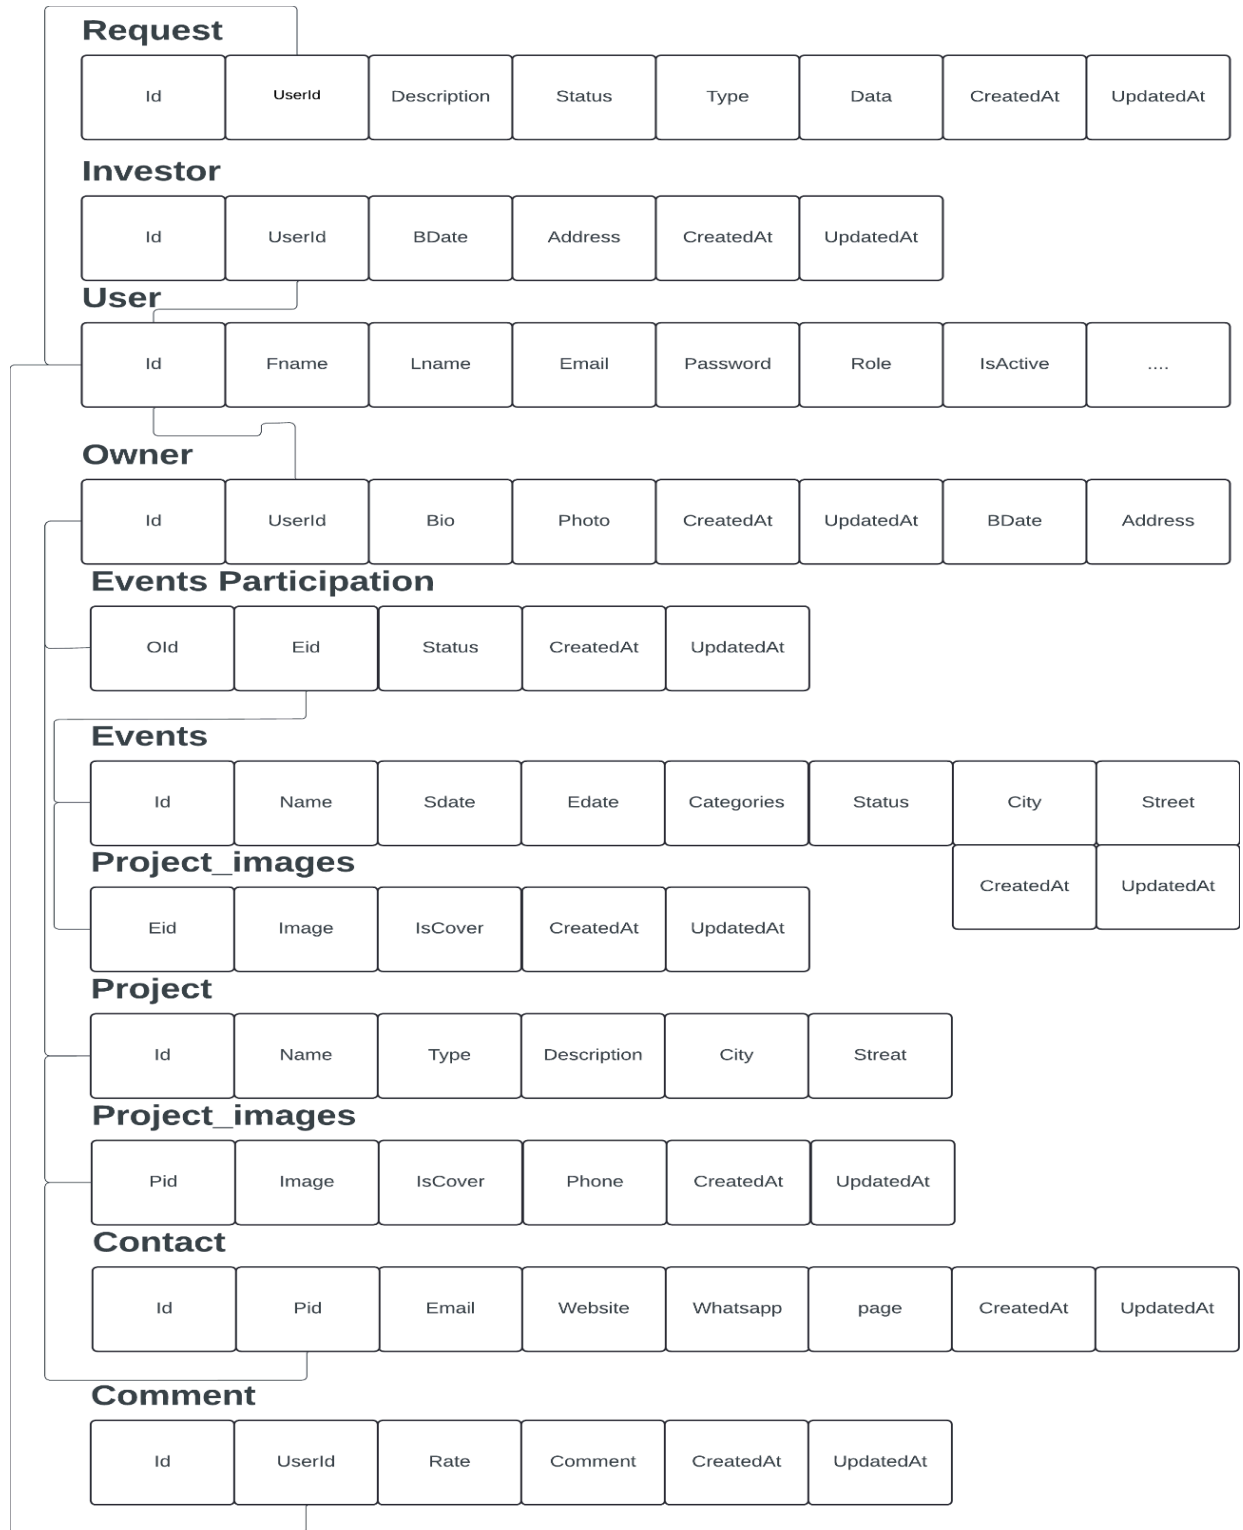 Request
Id UserId Description Status Type Data CreatedAt UpdatedAt
Investor
Id UserId BDate Address CreatedAt UpdatedAt
User
Id Fname Lname Email Password Role IsActive ....
Owner
Id UserId Bio Photo CreatedAt UpdatedAt BDate Address
Events Participation
OId Eid Status CreatedAt UpdatedAt
Events
Id Name Sdate Edate Categories Status City Street
Project_images
CreatedAt UpdatedAt
Eid Image IsCover CreatedAt UpdatedAt
Project
Id Name Type Description City Streat
Project_images
Pid Image IsCover Phone CreatedAt UpdatedAt
Contact
Id Pid Email Website Whatsapp page CreatedAt UpdatedAt
Comment
Id UserId Rate Comment CreatedAt UpdatedAt